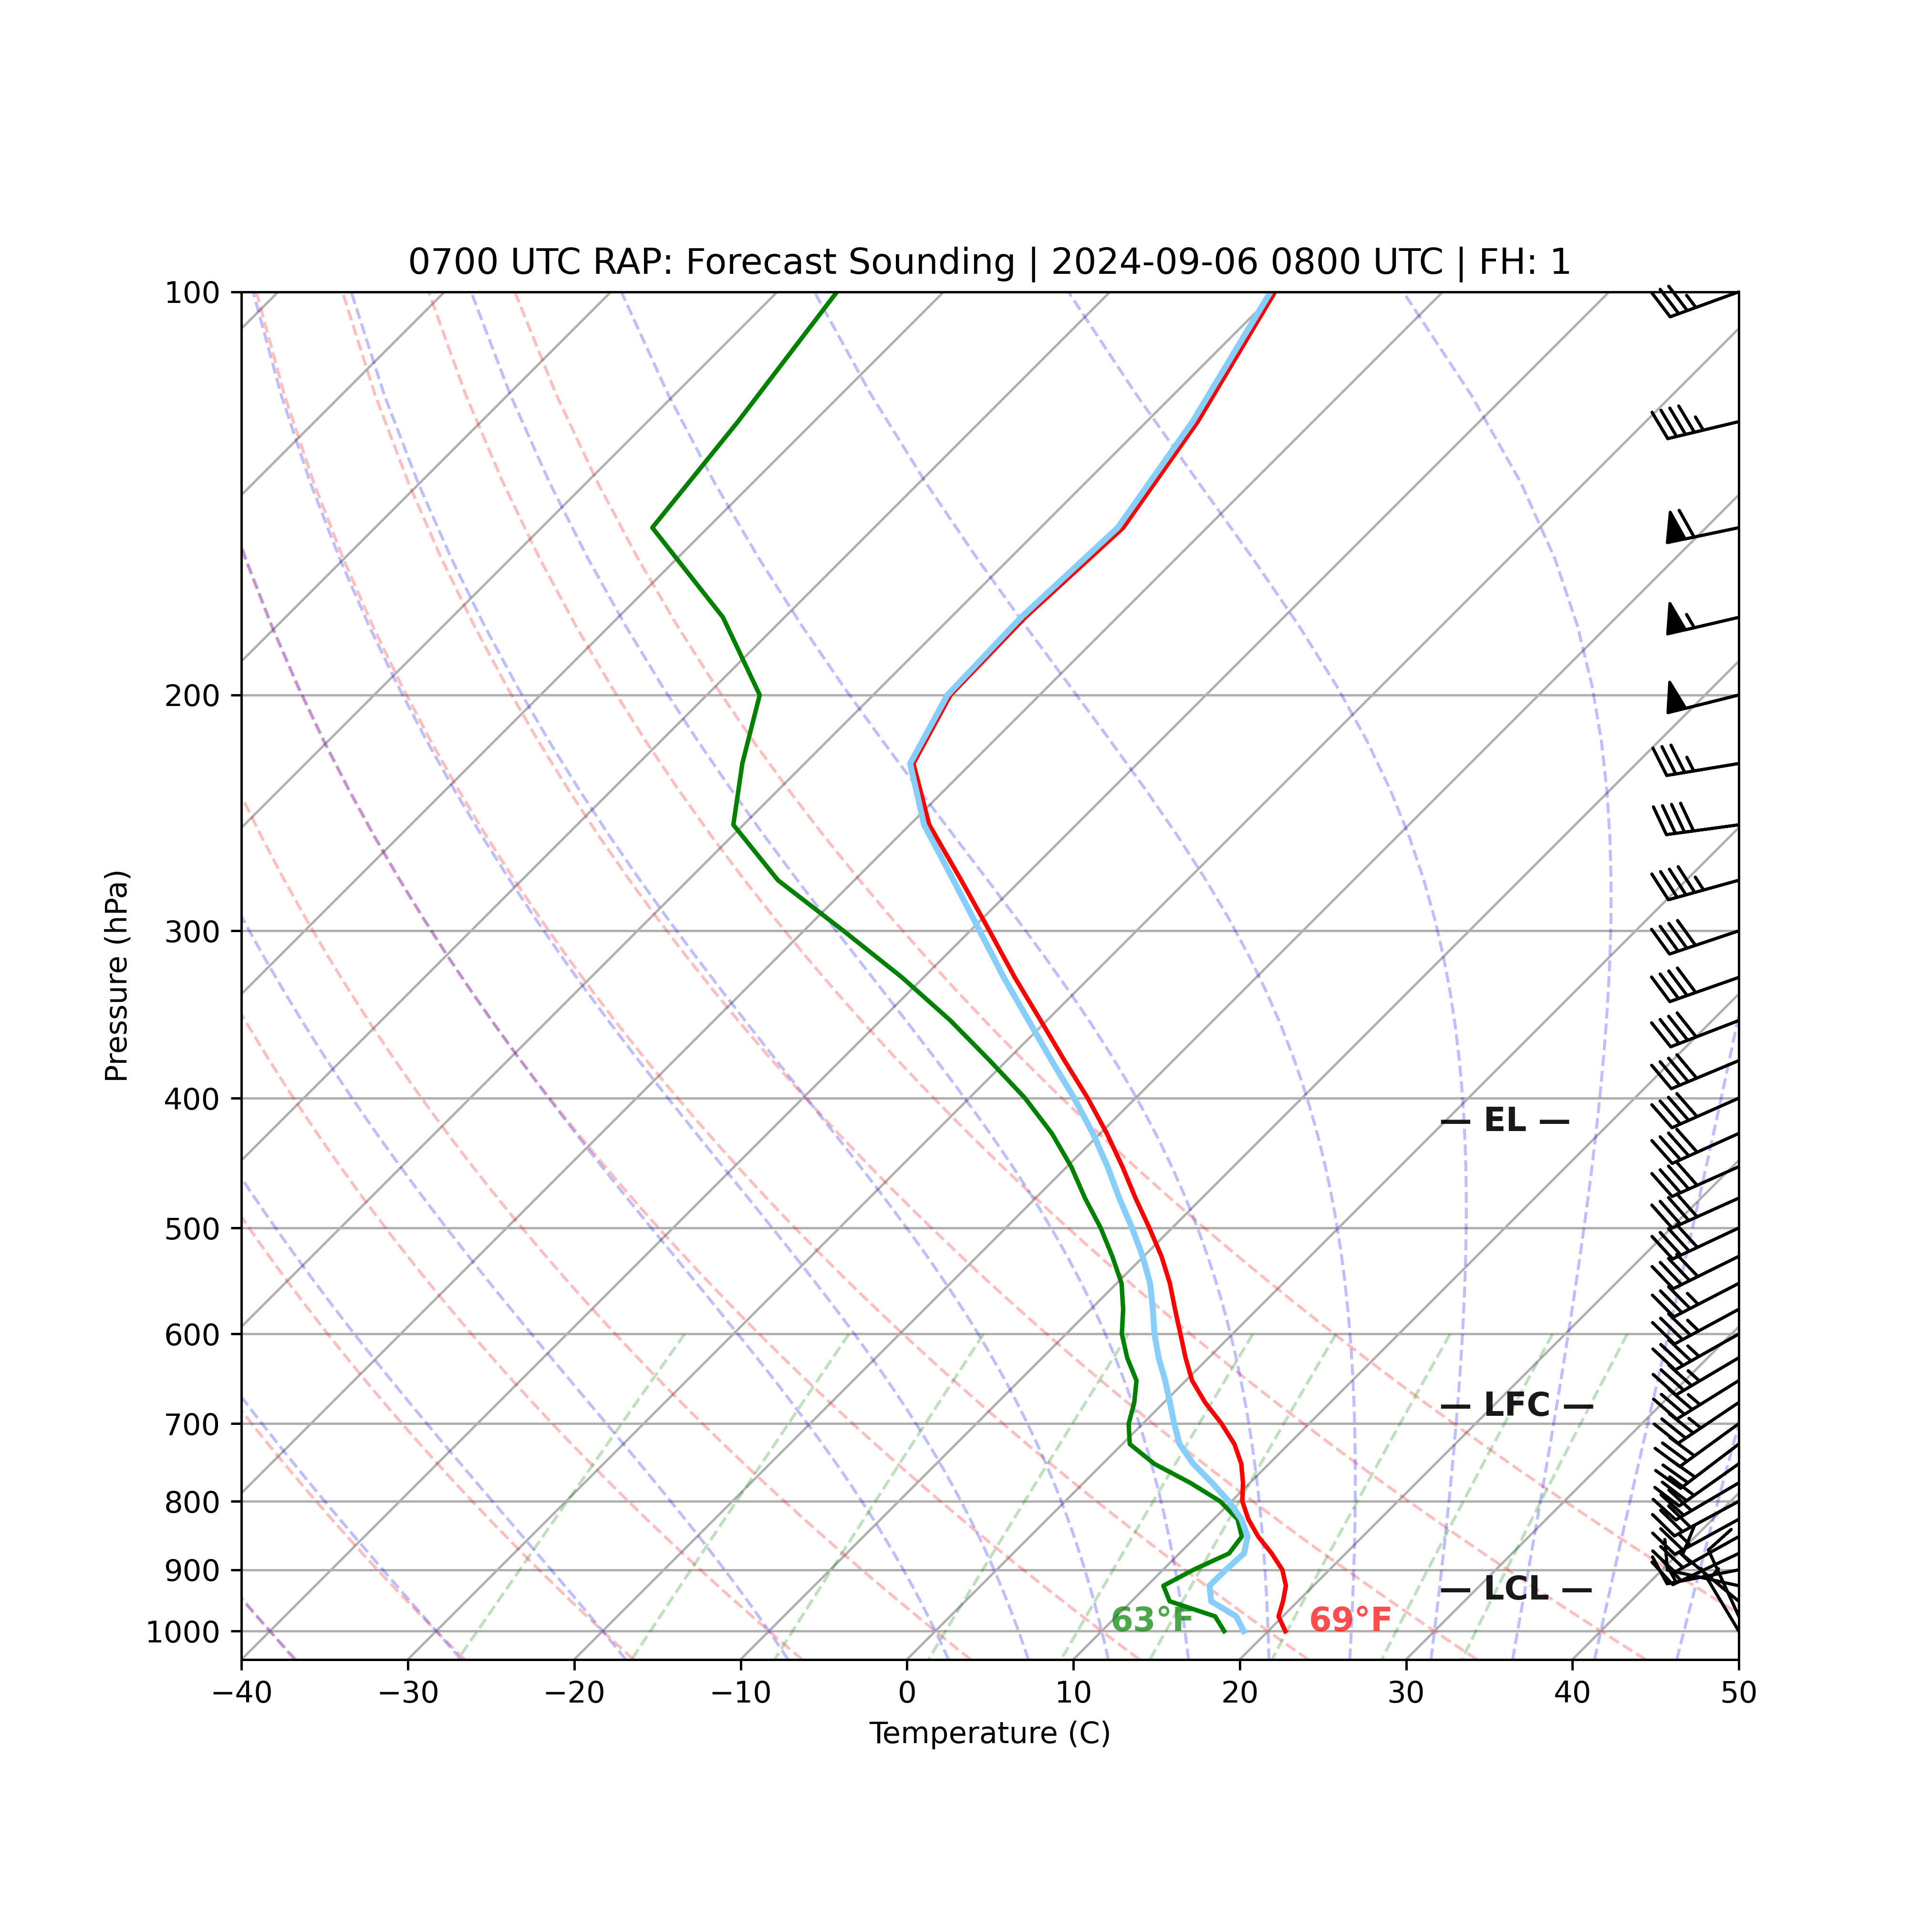 0700 UTC RAP: Forecast Sounding | 2024-09-06 0800 UTC | FH: 1
100
200
300
400
500
600
700
800
900
1000
Pressure (hPa)
— EL —
— LFC —
— LCL —
63°F
69°F
−40 −30 −20 −10 0 10 20 30 40 50
Temperature (C)